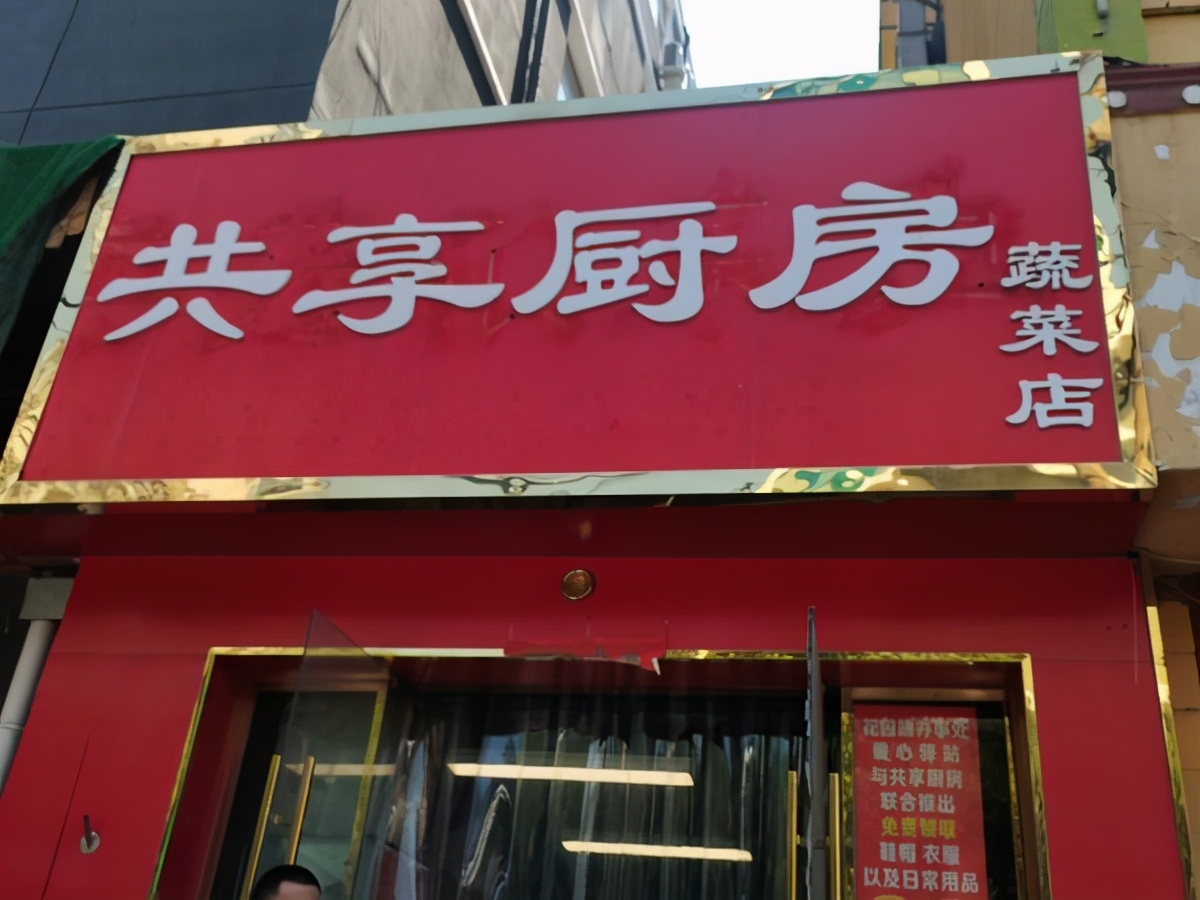 共享厨房
蔬菜店
花园路办事处
爱心驿站
与共享厨房
联合推出
免费领取
鞋帽衣服
以及日常用品